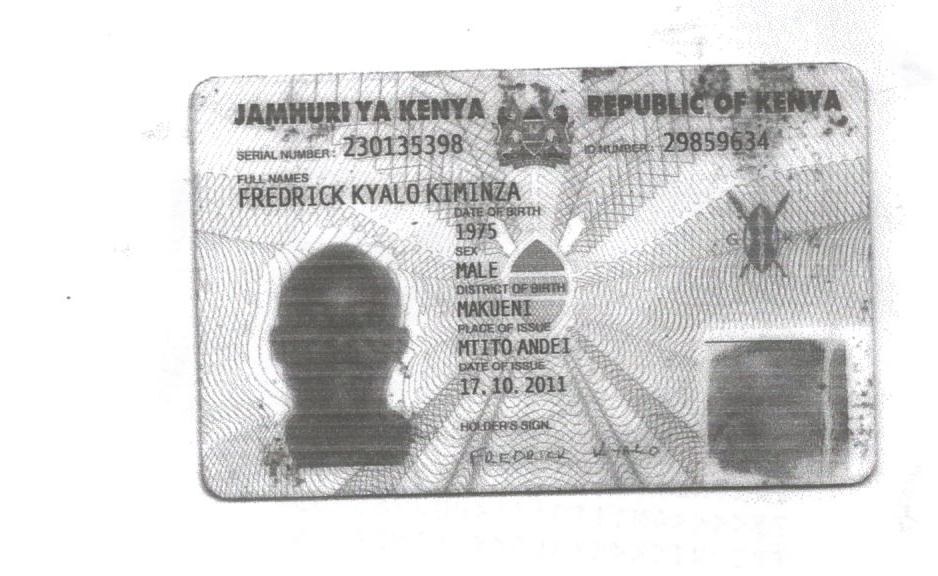 JAMHURI YA KENYA REPUBLIC OF KENYA
SERIAL NUMBER: 230135398 ID NUMBER: 29859634
FULL NAMES
FREDRICK KYALO KIMINZA
DATE OF BIRTH
1975
SEX
MALE
DISTRICT OF BIRTH
MAKUENI
PLACE OF ISSUE
MTITO ANDEI
DATE OF ISSUE
17.10.2011
HOLDER'S SIGN.
FREDRICK KYALO